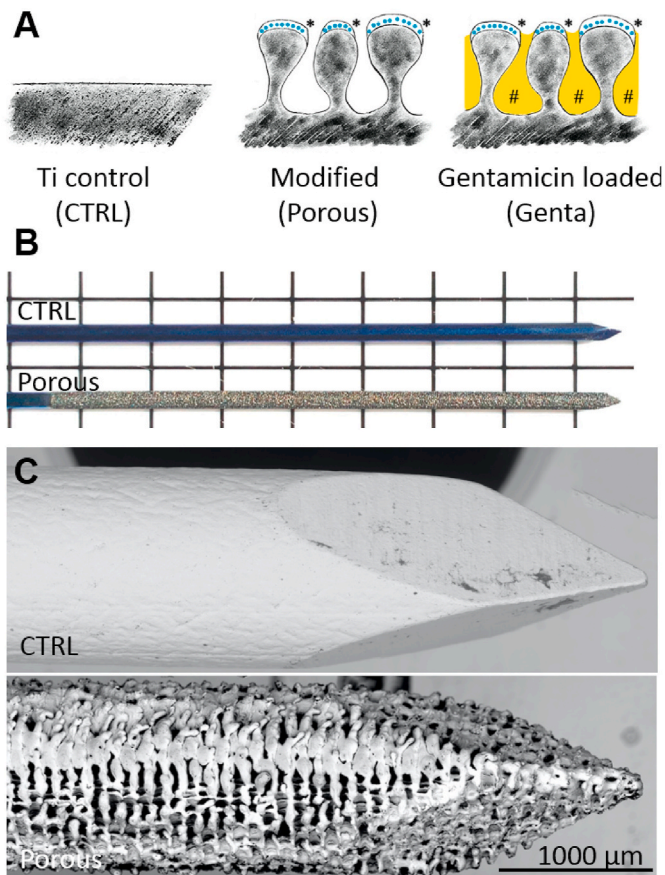 A
* * *
* * *
# # #
Ti control
(CTRL)
Modified
(Porous)
Gentamicin loaded
(Genta)
B
CTRL
Porous
C
CTRL
Porous
1000 µm